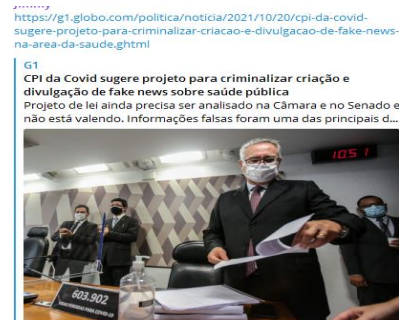 https://g1.globo.com/politica/noticia/2021/10/20/cpi-da-covid-
sugere-projeto-para-criminalizar-criacao-e-divulgacao-de-fake-news-
na-area-da-saude.ghtml
G1
CPI da Covid sugere projeto para criminalizar criação e
divulgação de fake news sobre saúde pública
Projeto de lei ainda precisa ser analisado na Câmara e no Senado e
não está valendo. Informações falsas foram uma das principais d...
1051
603.902